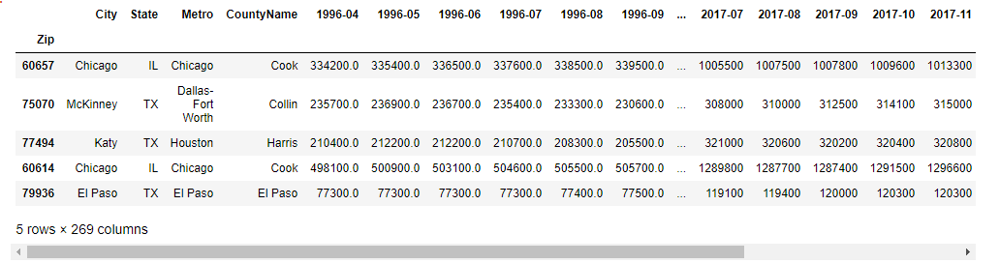 City State Metro CountyName 1996-04 1996-05 1996-06 1996-07 1996-08 1996-09 ... 2017-07 2017-08 2017-09 2017-10 2017-11
Zip
60657 Chicago IL Chicago Cook 334200.0 335400.0 336500.0 337600.0 338500.0 339500.0 ... 1005500 1007500 1007800 1009600 1013300
Dallas-
75070 McKinney TX Fort Collin 235700.0 236900.0 236700.0 235400.0 233300.0 230600.0 ... 308000 310000 312500 314100 315000
Worth
77494 Katy TX Houston Harris 210400.0 212200.0 212200.0 210700.0 208300.0 205500.0 ... 321000 320600 320200 320400 320800
60614 Chicago IL Chicago Cook 498100.0 500900.0 503100.0 504600.0 505500.0 505700.0 ... 1289800 1287700 1287400 1291500 1296600
79936 El Paso TX El Paso El Paso 77300.0 77300.0 77300.0 77300.0 77400.0 77500.0 ... 119100 119400 120000 120300 120300
5 rows × 269 columns